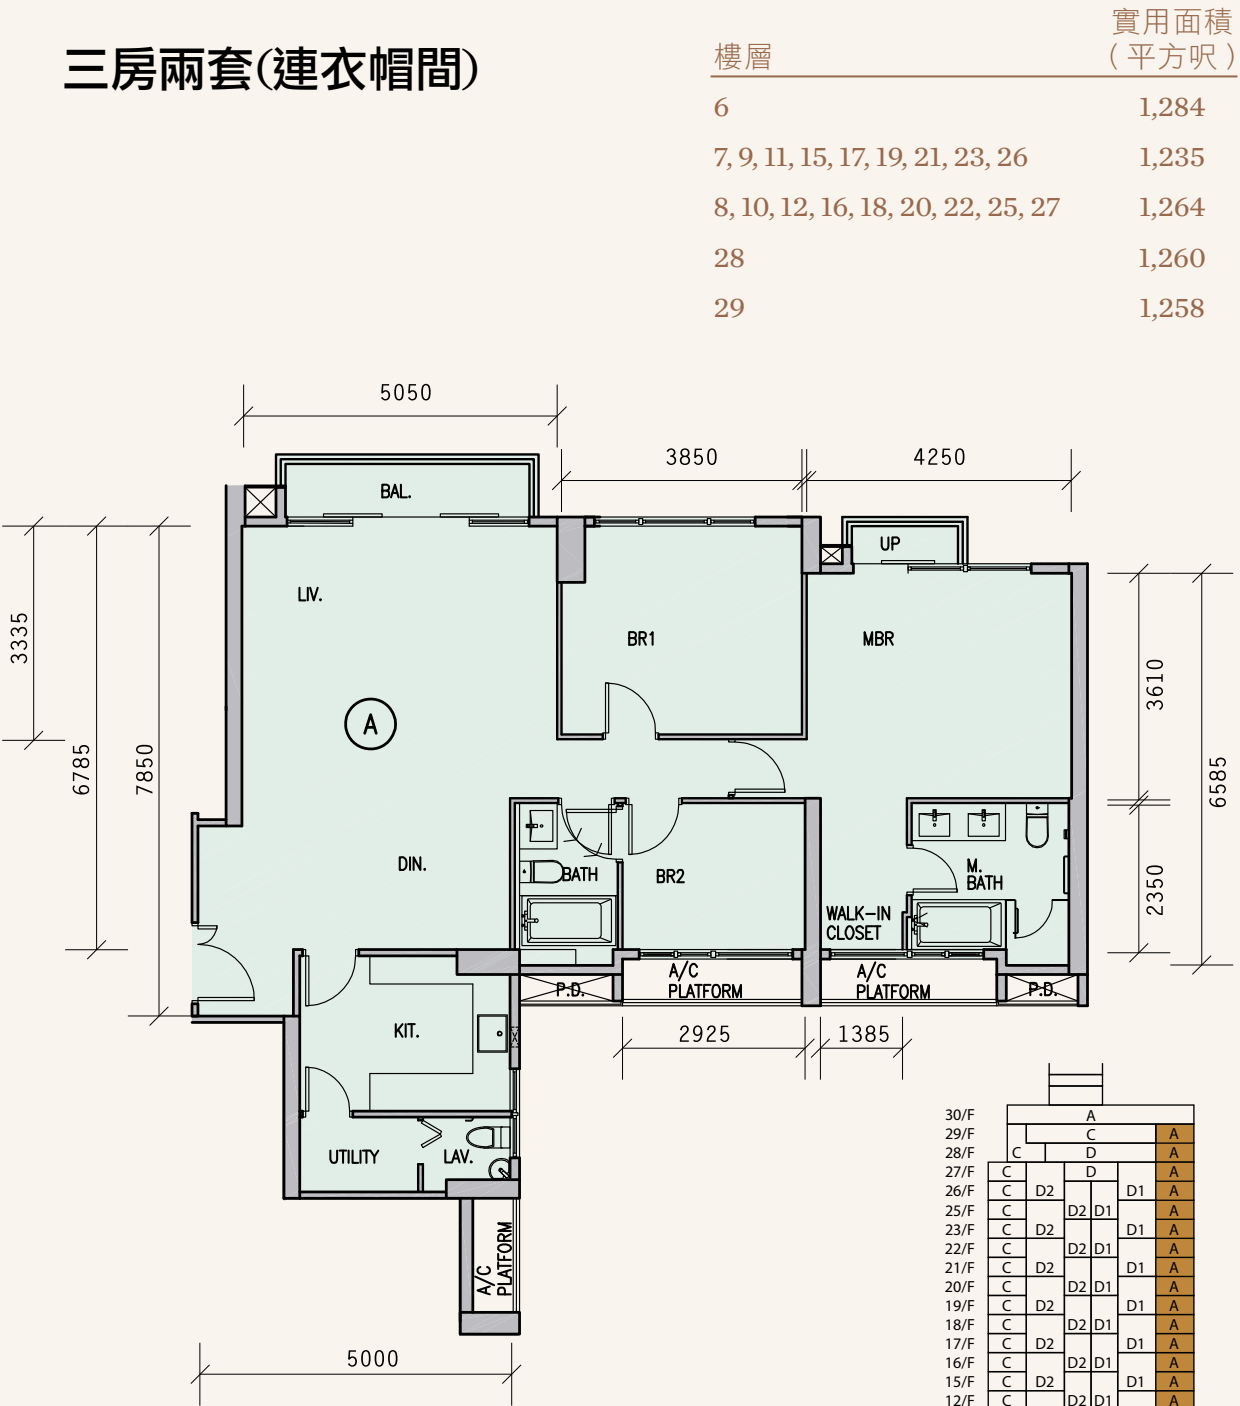 三房兩套(連衣帽間)
實用面積
樓層 (平方呎)
6 1,284
7, 9, 11, 15, 17, 19, 21, 23, 26 1,235
8, 10, 12, 16, 18, 20, 22, 25, 27 1,264
28 1,260
29 1,258
5050
3850 4250
BAL.
UP
LIV.
BR1 MBR
3335
3610
A
6785
7850
6585
DIN.
BATH
BR2
M.
BATH
2350
WALK-IN
CLOSET
P.D.
A/C
PLATFORM
A/C
PLATFORM
P.D.
KIT.
2925 1385
UTILITY LAV.
A/C
PLATFORM
5000
30/F A
29/F C A
28/F C D A
27/F C D A
26/F C D2 D1 A
25/F C D2 D1 A
23/F C D2 D1 A
22/F C D2 D1 A
21/F C D2 D1 A
20/F C D2 D1 A
19/F C D2 D1 A
18/F C D2 D1 A
17/F C D2 D1 A
16/F C D2 D1 A
15/F C D2 D1 A
12/F C D2 D1 A